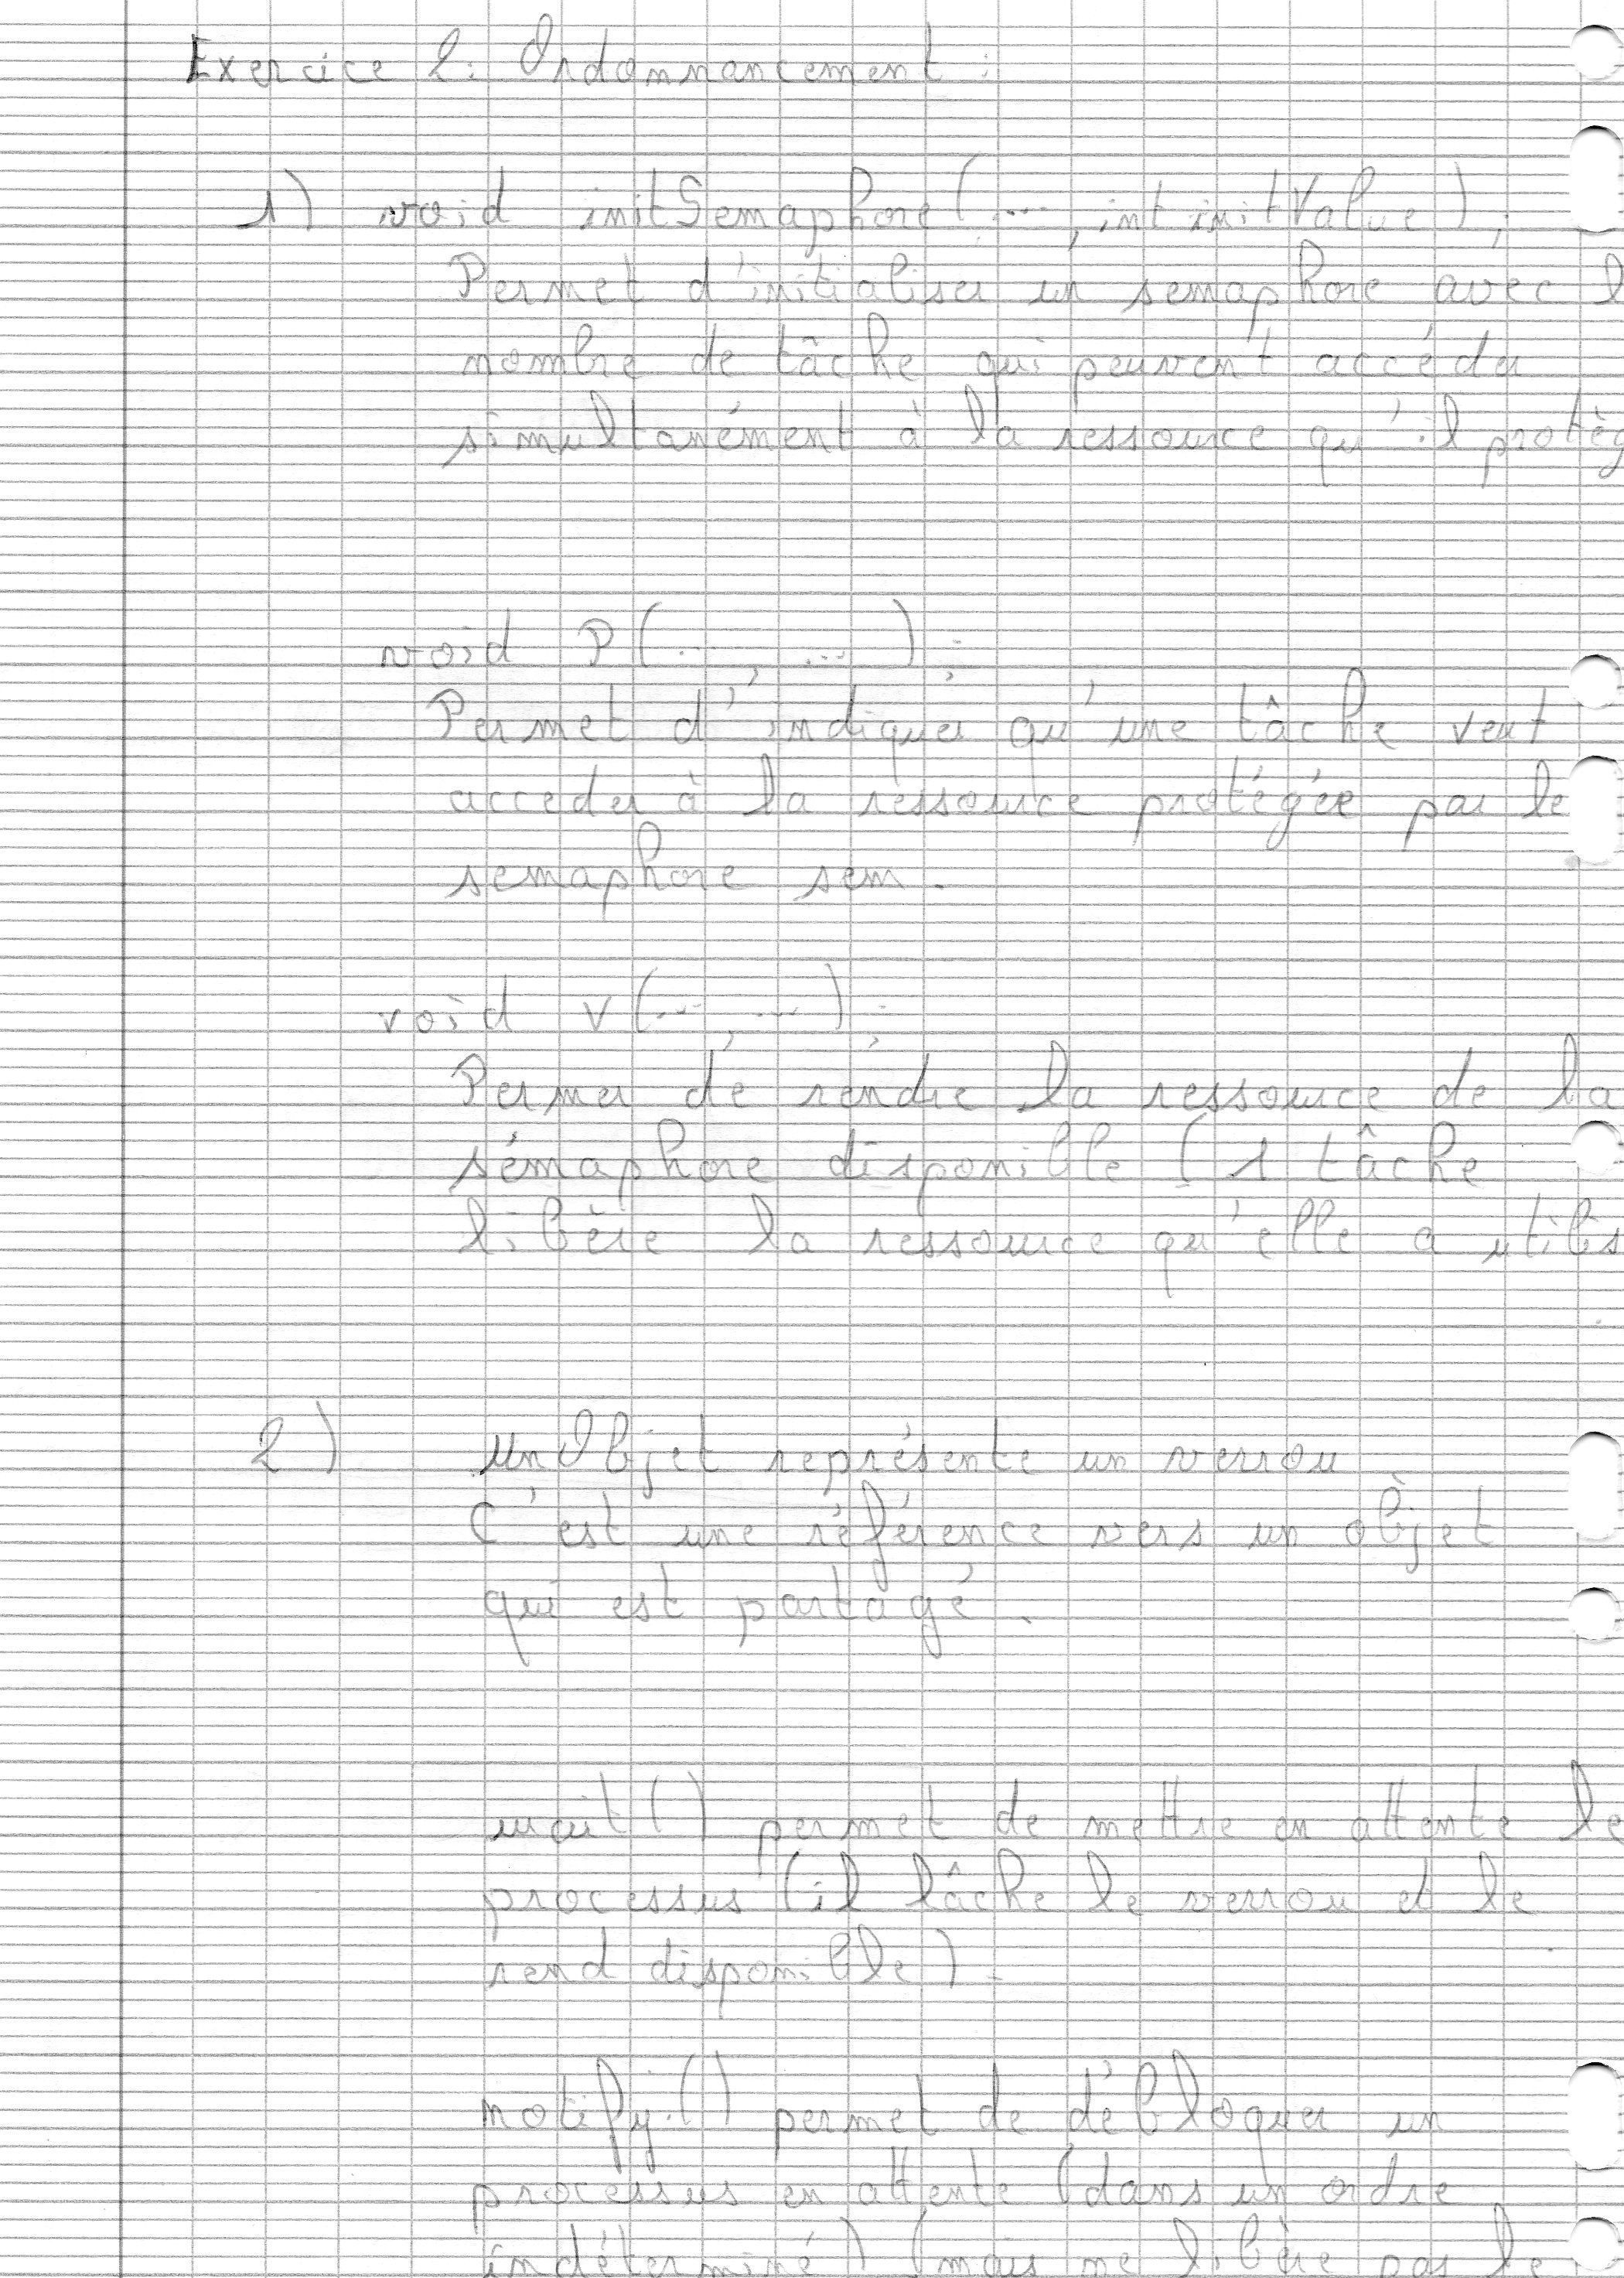 Exercice 2: Ordonnancement :
1) void initSemaphore (... , int initValue) ;
Permet d'initialiser un semaphore avec l
nombre de tâche qui peuvent accéder
simultanément à la ressource qu'il protèg
void P (... , ...) ;
Permet d'indiquer qu'une tâche veut
acceder à la ressource protégée par le
semaphore sem.
void V (... , ...) ;
Permer de rendre la ressource de la
sémaphore disponible (1 tâche
libère la ressource qu'elle a utilis
2) UnObjet représente un verrou
C'est une référence vers un objet
qui est partagé.
wait () permet de mettre en attente le
processus (il lâche le verrou et le
rend disponible).
notify () permet de débloquer un
processus en attente (dans un ordre
indéterminé) (mais ne libère pas le